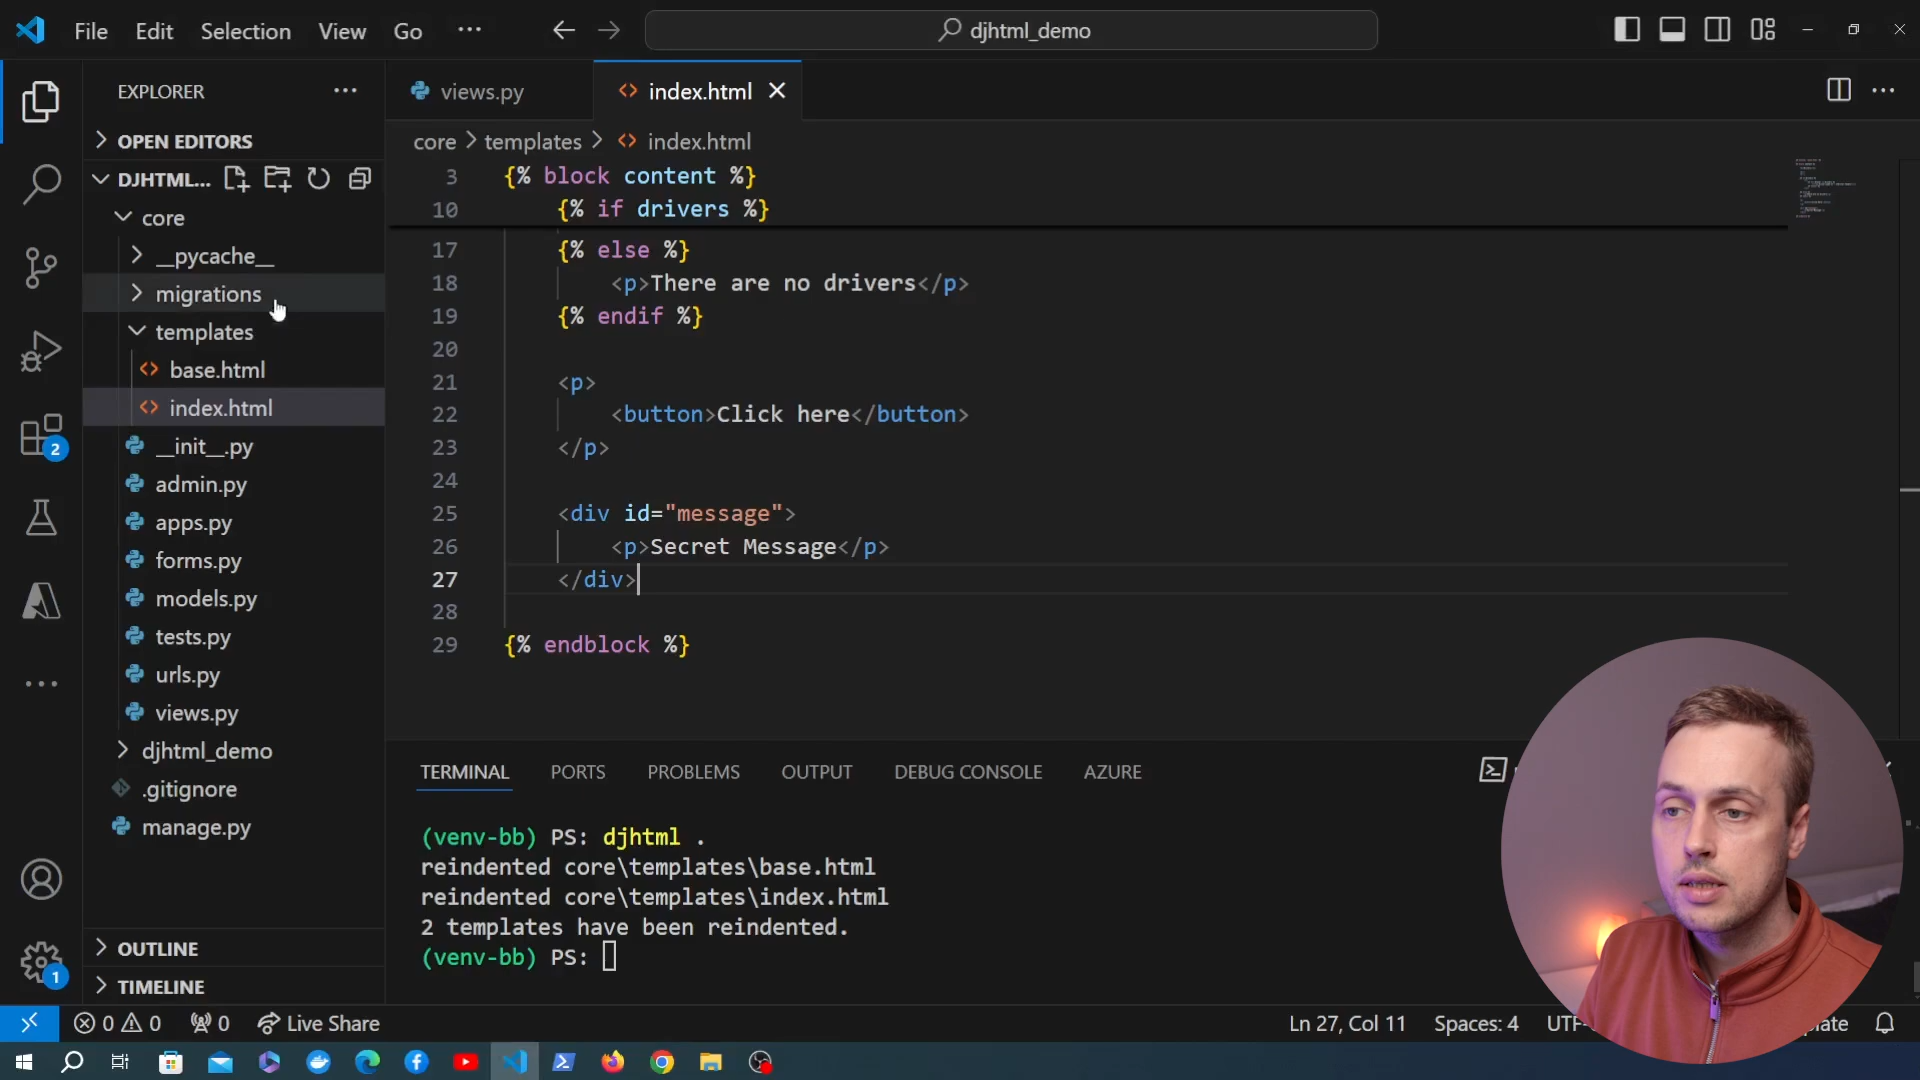 File Edit Selection View Go ··· djhtml_demo
EXPLORER ···
OPEN EDITORS
DJHTML...
core
__pycache__
migrations
templates
base.html
index.html
__init__.py
admin.py
apps.py
forms.py
models.py
tests.py
urls.py
views.py
djhtml_demo
.gitignore
manage.py
OUTLINE
TIMELINE
2
1
views.py index.html
core > templates > index.html
3 {% block content %}
10 {% if drivers %}
17 {% else %}
18 <p>There are no drivers</p>
19 {% endif %}
20
21 <p>
22 <button>Click here</button>
23 </p>
24
25 <div id="message">
26 <p>Secret Message</p>
27 </div>
28
29 {% endblock %}
TERMINAL PORTS PROBLEMS OUTPUT DEBUG CONSOLE AZURE
(venv-bb) PS: djhtml .
reindented core\templates\base.html
reindented core\templates\index.html
2 templates have been reindented.
(venv-bb) PS:
0 0 0 Live Share Ln 27, Col 11 Spaces: 4